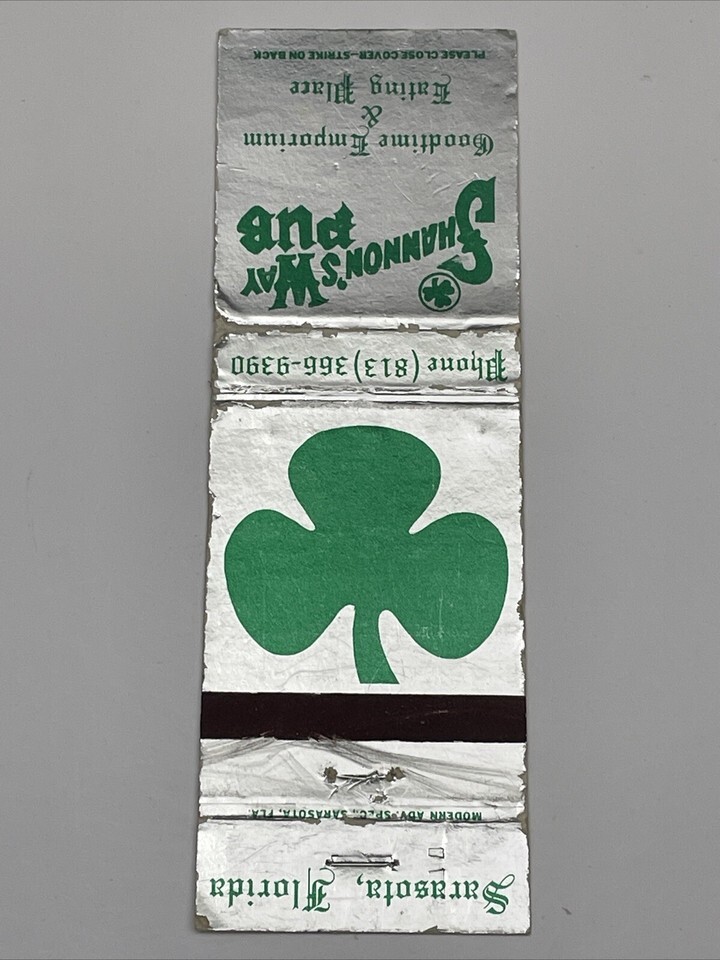 Sarasota, Florida
MODERN ADV. SPEC., SARASOTA, FLA.
Phone (813) 366-9390
SHANNON'S WAY
PUB
Goodtime Emporium
&
Eating Place
PLEASE CLOSE COVER—STRIKE ON BACK